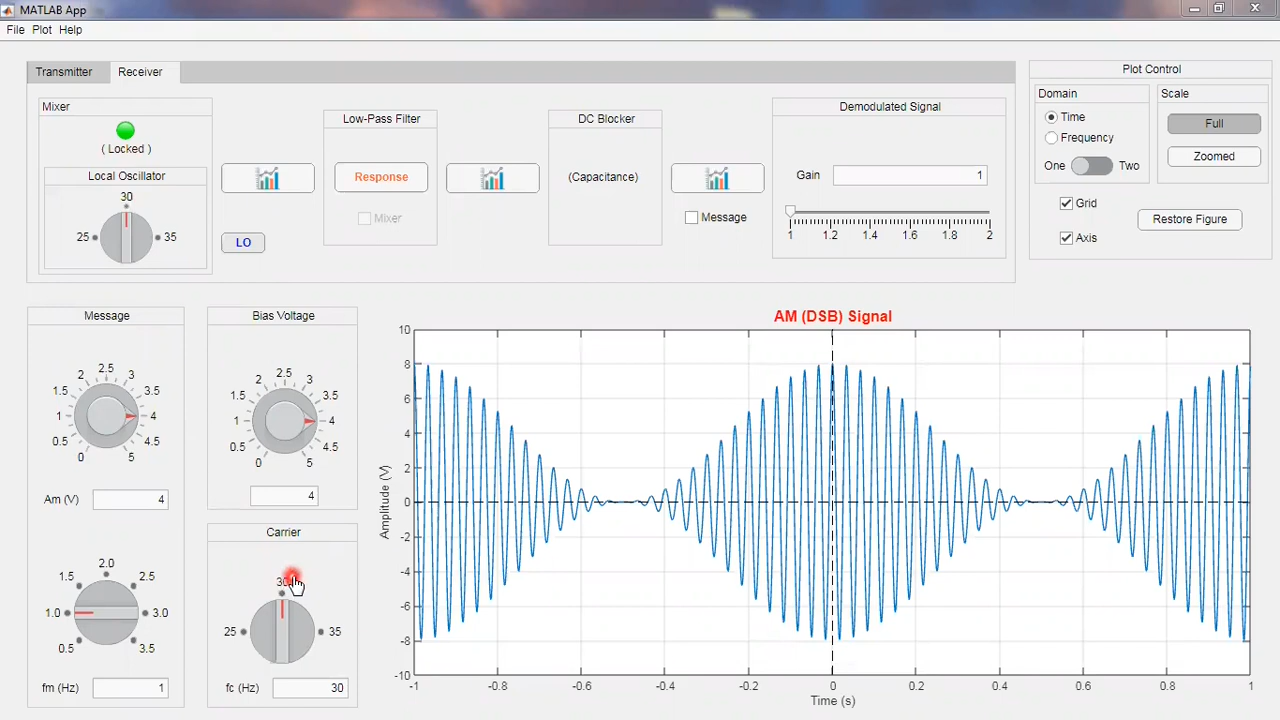 MATLAB App
File Plot Help
Transmitter Receiver
Mixer
( Locked )
Local Oscillator
30
25 35
LO
Low-Pass Filter
Response
Mixer
DC Blocker
(Capacitance)
Message
Demodulated Signal
Gain 1
1 1.2 1.4 1.6 1.8 2
Plot Control
Domain
Time
Frequency
One Two
Scale
Full
Zoomed
Grid
Axis
Restore Figure
Message
2.5
2 3
1.5 3.5
1 4
0.5 4.5
0 5
Am (V) 4
2.0
1.5 2.5
1.0 3.0
0.5 3.5
fm (Hz) 1
Bias Voltage
2.5
2 3
1.5 3.5
1 4
0.5 4.5
0 5
4
Carrier
30
25 35
fc (Hz) 30
AM (DSB) Signal
10
8
6
4
2
0
-2
-4
-6
-8
-10
Amplitude (V)
-1 -0.8 -0.6 -0.4 -0.2 0 0.2 0.4 0.6 0.8 1
Time (s)